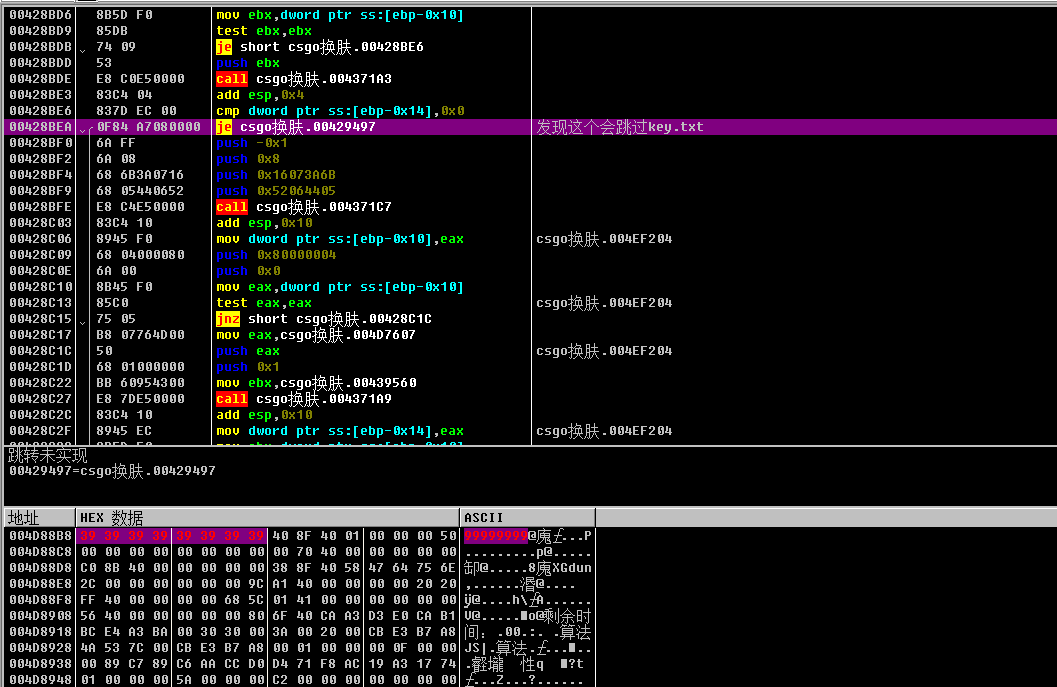 00428BD6 8B5D F0 mov ebx,dword ptr ss:[ebp-0x10]
00428BD9 85DB test ebx,ebx
00428BDB 74 09 je short csgo换肤.00428BE6
00428BDD 53 push ebx
00428BDE E8 C0E50000 call csgo换肤.004371A3
00428BE3 83C4 04 add esp,0x4
00428BE6 837D EC 00 cmp dword ptr ss:[ebp-0x14],0x0
00428BEA 0F84 A7080000 je csgo换肤.00429497 发现这个会跳过key.txt
00428BF0 6A FF push -0x1
00428BF2 6A 08 push 0x8
00428BF4 68 6B3A0716 push 0x16073A6B
00428BF9 68 05440652 push 0x52064405
00428BFE E8 C4E50000 call csgo换肤.004371C7
00428C03 83C4 10 add esp,0x10
00428C06 8945 F0 mov dword ptr ss:[ebp-0x10],eax csgo换肤.004EF204
00428C09 68 04000080 push 0x80000004
00428C0E 6A 00 push 0x0
00428C10 8B45 F0 mov eax,dword ptr ss:[ebp-0x10]
00428C13 85C0 test eax,eax csgo换肤.004EF204
00428C15 75 05 jnz short csgo换肤.00428C1C
00428C17 B8 07764D00 mov eax,csgo换肤.004D7607
00428C1C 50 push eax csgo换肤.004EF204
00428C1D 68 01000000 push 0x1
00428C22 BB 60954300 mov ebx,csgo换肤.00439560
00428C27 E8 7DE50000 call csgo换肤.004371A9
00428C2C 83C4 10 add esp,0x10
00428C2F 8945 EC mov dword ptr ss:[ebp-0x14],eax csgo换肤.004EF204
跳转未实现
00429497=csgo换肤.00429497
地址 HEX 数据 ASCII
004D88B8 39 39 39 39 39 39 39 39 40 8F 40 01 00 00 00 50 99999999@廆£...P
004D88C8 00 00 00 00 00 00 00 00 00 70 40 00 00 00 00 00 .........p@.....
004D88D8 C0 8B 40 00 00 00 00 00 38 8F 40 58 47 64 75 6E 缷@.....8廆XGdun
004D88E8 2C 00 00 00 00 00 00 9C A1 40 00 00 00 00 20 20 ,......湣@....
004D88F8 FF 40 00 00 00 00 68 5C 01 41 00 00 00 00 00 00 ÿ@....h\£A......
004D8908 56 40 00 00 00 00 00 80 6F 40 CA A3 D3 E0 CA B1 V@.....■o@剩余时
004D8918 BC E4 A3 BA 00 30 30 00 3A 00 20 00 CB E3 B7 A8 间：.00.:. .算法
004D8928 4A 53 7C 00 CB E3 B7 A8 00 01 00 00 00 0F 00 00 JS|.算法.£...■..
004D8938 00 89 C7 89 C6 AA CC D0 D4 71 F8 AC 19 A3 17 74
004D8948 01 00 00 00 5A 00 00 00 C2 00 00 00 00 00 00 00 £...Z...?.......